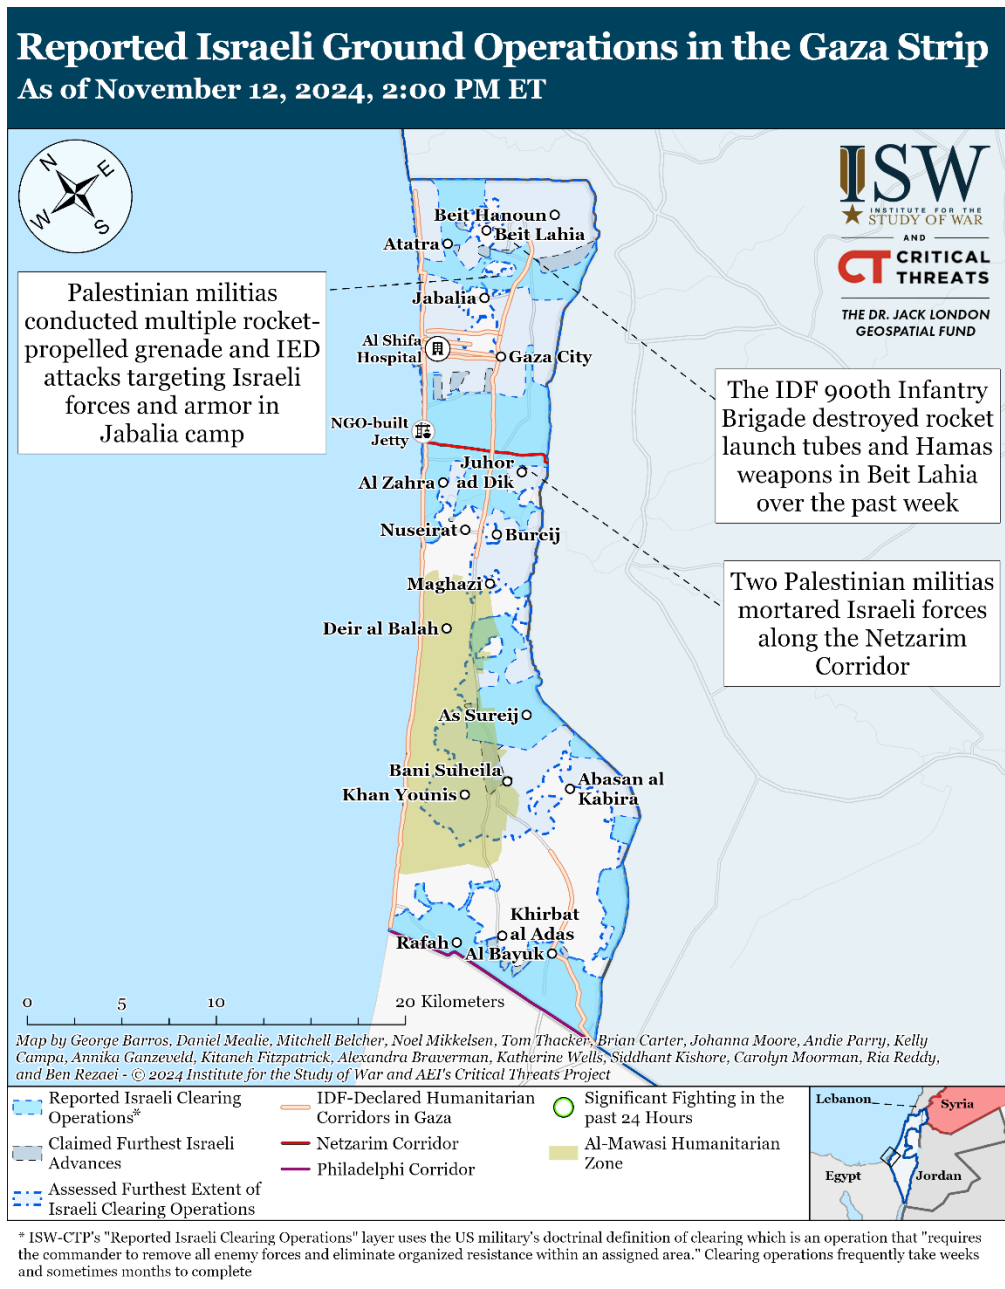 Reported Israeli Ground Operations in the Gaza Strip
As of November 12, 2024, 2:00 PM ET
N
E
W
S
ISW
INSTITUTE FOR THE
STUDY OF WAR
AND
CT CRITICAL
THREATS
THE DR. JACK LONDON
GEOSPATIAL FUND
Palestinian militias
conducted multiple rocket-
propelled grenade and IED
attacks targeting Israeli
forces and armor in
Jabalia camp
The IDF 900th Infantry
Brigade destroyed rocket
launch tubes and Hamas
weapons in Beit Lahia
over the past week
Two Palestinian militias
mortared Israeli forces
along the Netzarim
Corridor
Beit Hanoun
Beit Lahia
Atatra
Jabalia
Al Shifa
Hospital
Gaza City
NGO-built
Jetty
Juhor
ad Dik
Al Zahra
Nuseirat
Bureij
Maghazi
Deir al Balah
As Sureij
Bani Suheila
Abasan al
Kabira
Khan Younis
Khirbat
al Adas
Rafah
Al Bayuk
0 5 10 20 Kilometers
Map by George Barros, Daniel Mealie, Mitchell Belcher, Noel Mikkelsen, Tom Thacker, Brian Carter, Johanna Moore, Andie Parry, Kelly
Campa, Annika Ganzeveld, Kitaneh Fitzpatrick, Alexandra Braverman, Katherine Wells, Siddhant Kishore, Carolyn Moorman, Ria Reddy,
and Ben Rezaei - © 2024 Institute for the Study of War and AEI's Critical Threats Project
Reported Israeli Clearing
Operations*
Claimed Furthest Israeli
Advances
Assessed Furthest Extent of
Israeli Clearing Operations
IDF-Declared Humanitarian
Corridors in Gaza
Netzarim Corridor
Philadelphi Corridor
Significant Fighting in the
past 24 Hours
Al-Mawasi Humanitarian
Zone
Lebanon
Syria
Egypt
Jordan
* ISW-CTP's "Reported Israeli Clearing Operations" layer uses the US military's doctrinal definition of clearing which is an operation that "requires
the commander to remove all enemy forces and eliminate organized resistance within an assigned area." Clearing operations frequently take weeks
and sometimes months to complete